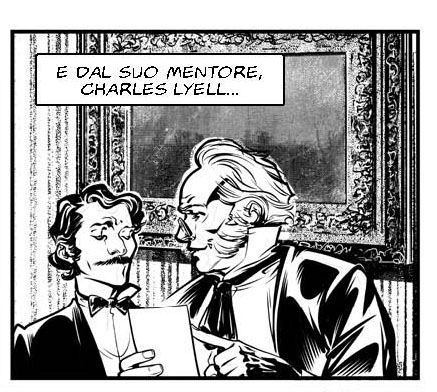 E DAL SUO MENTORE,
CHARLES LYELL...